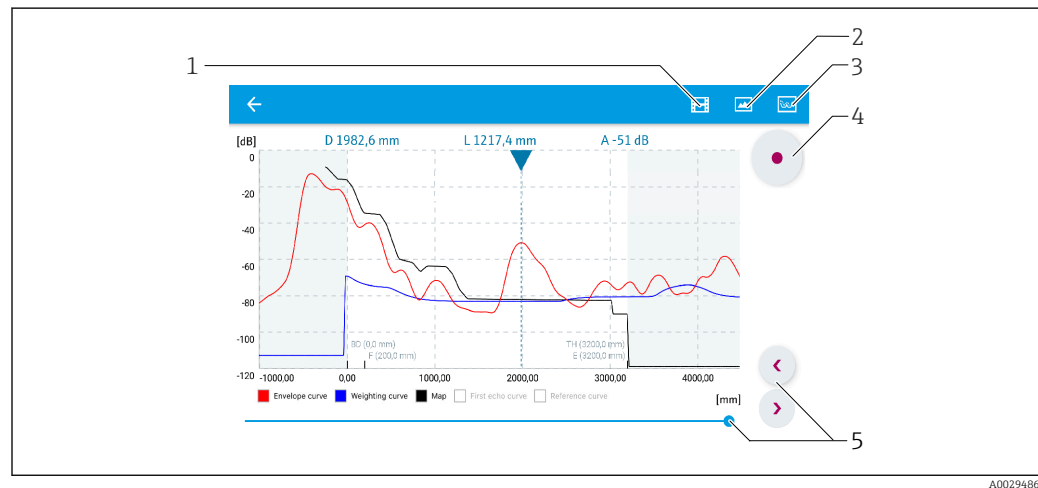 2
1
3
4
[dB] D 1982,6 mm L 1217,4 mm A -51 dB
0
-20
-40
-60
-80
-100
BD (0,0 mm) TH (3200,0 mm)
F (200,0 mm) E (3200,0 mm)
-120 -1000,00 0,00 1000,00 2000,00 3000,00 4000,00
Envelope curve Weighting curve Map First echo curve Reference curve [mm]
5
A0029486